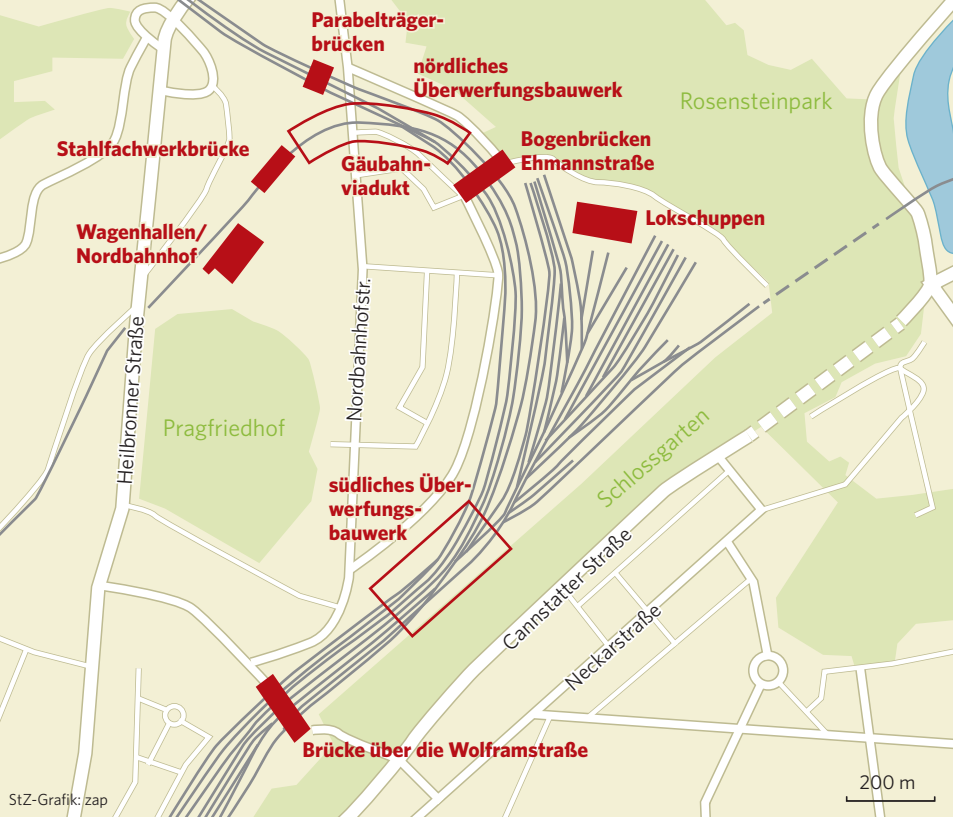 Parabelträger-
brücken
nördliches
Überwerfungsbauwerk
Rosensteinpark
Stahlfachwerkbrücke
Bogenbrücken
Ehmannstraße
Gäubahn-
viadukt
Lokschuppen
Wagenhallen/
Nordbahnhof
Heilbronner Straße
Nordbahnhofstr.
Pragfriedhof
Schlossgarten
südliches Über-
werfungs-
bauwerk
Cannstatter Straße
Neckarstraße
Brücke über die Wolframstraße
200 m
StZ-Grafik: zap